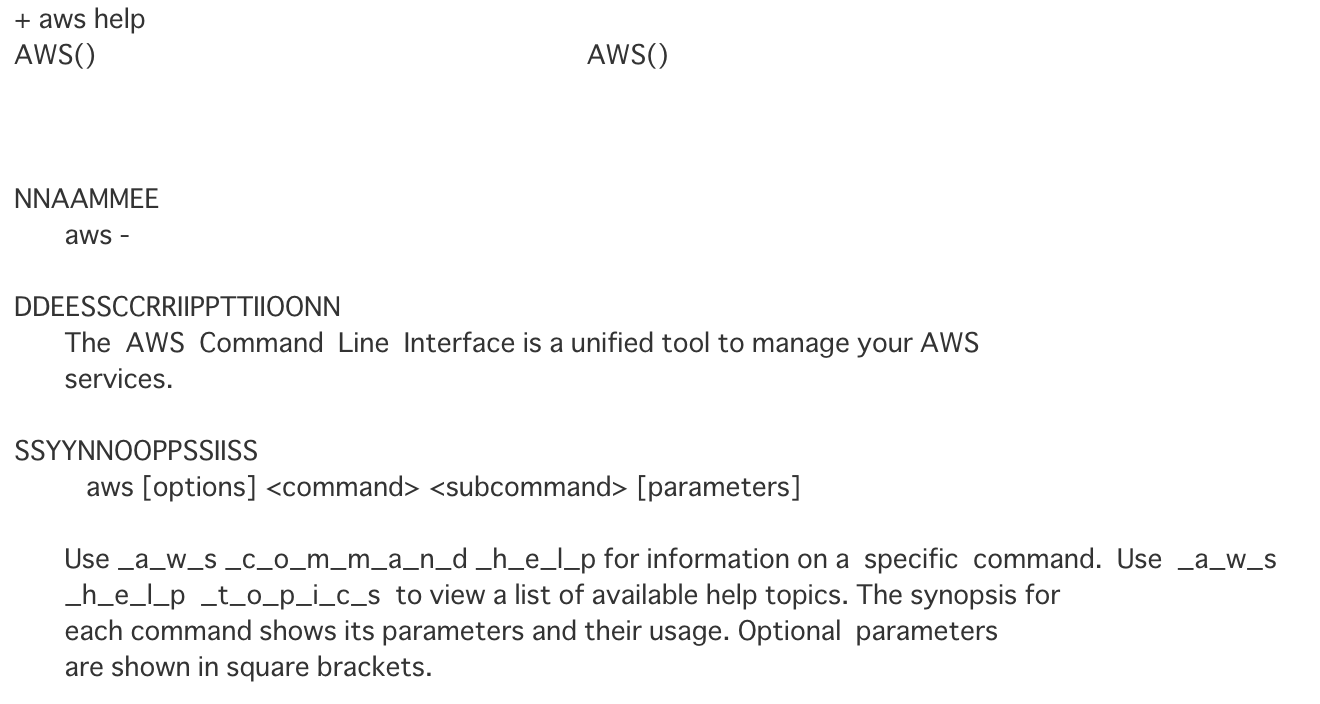 + aws help
AWS() AWS()
NNAAMMEE
aws -
DDEESSCCRRIIPPTTIIOONN
The  AWS  Command  Line  Interface is a unified tool to manage your AWS
services.
SSYYNNOOPPSSIISS
aws [options] <command> <subcommand> [parameters]
Use _a_w_s _c_o_m_m_a_n_d _h_e_l_p for information on a  specific  command.  Use  _a_w_s
_h_e_l_p  _t_o_p_i_c_s  to view a list of available help topics. The synopsis for
each command shows its parameters and their usage. Optional  parameters
are shown in square brackets.